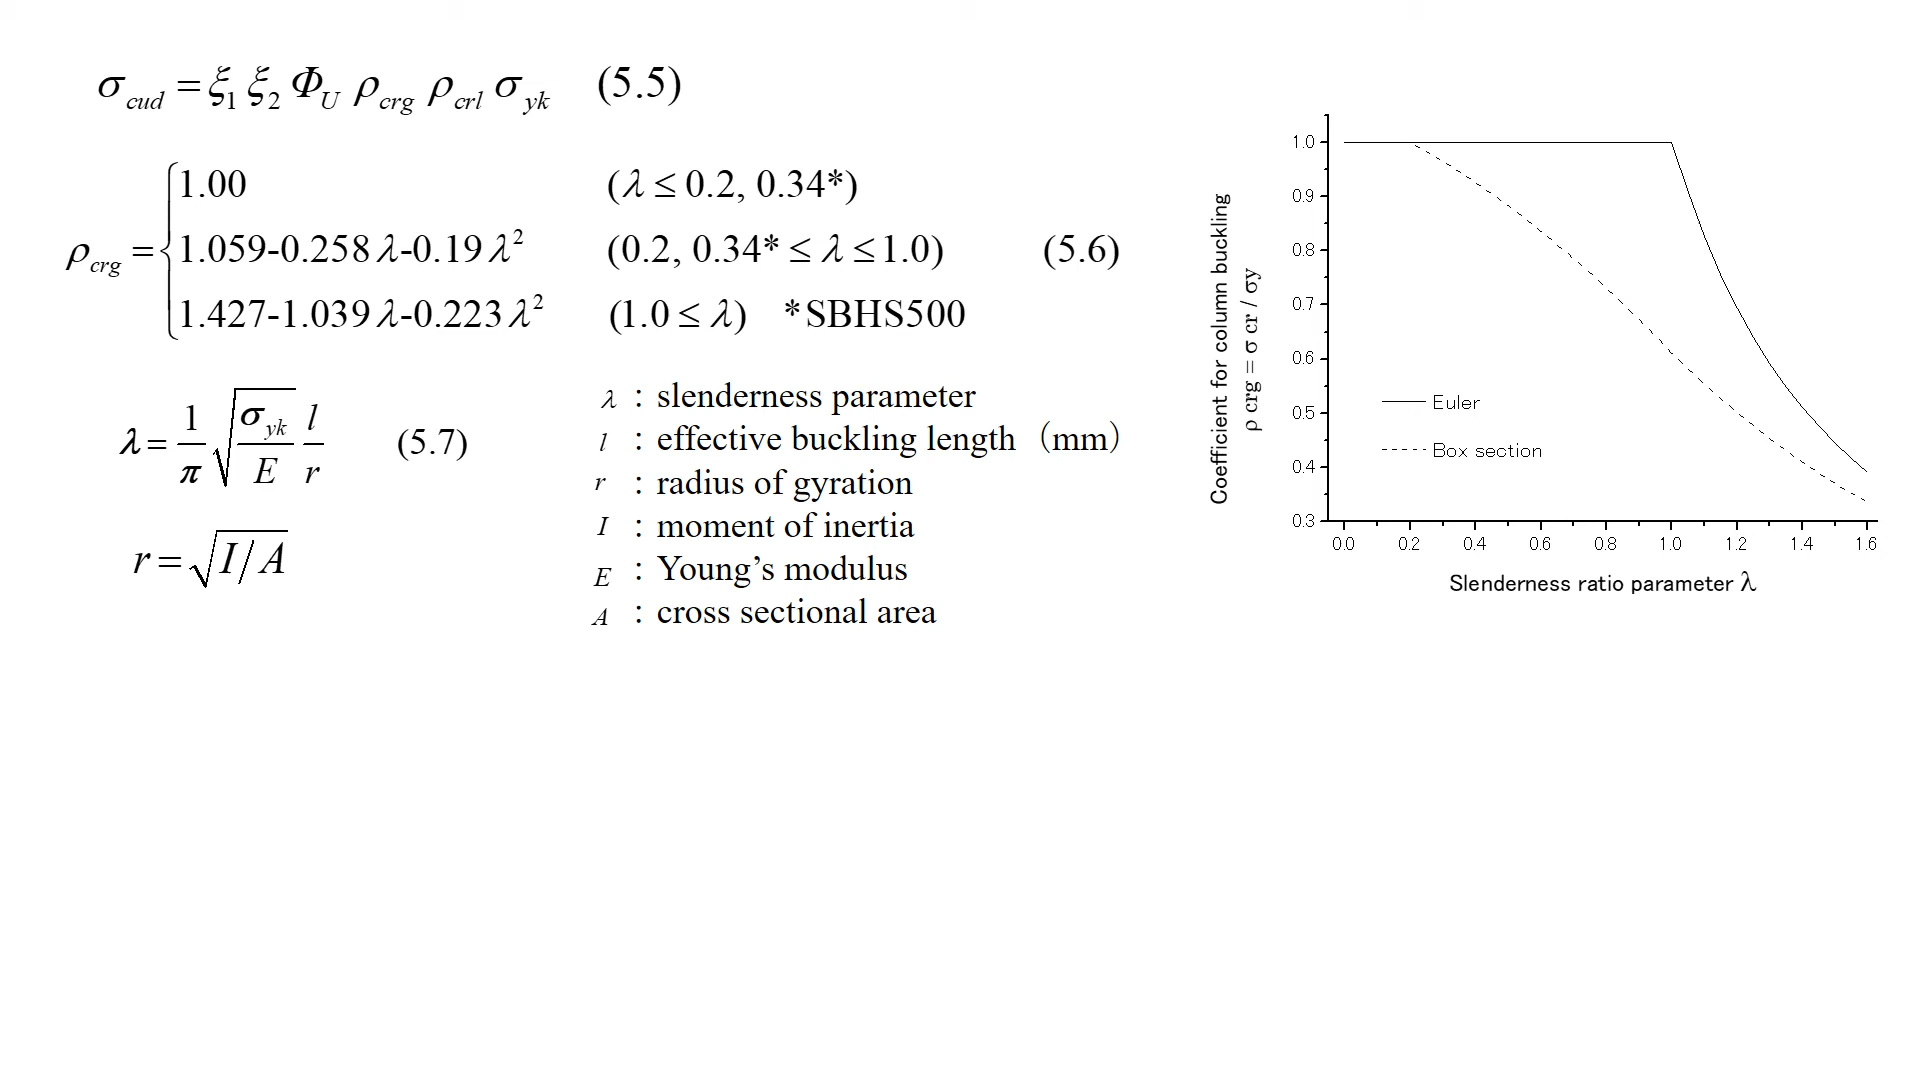 σcud = ξ1 ξ2 ΦU ρcrg ρcrl σyk (5.5)
ρcrg = { 1.00 (λ ≤ 0.2, 0.34*)
1.059-0.258λ-0.19λ² (0.2, 0.34* ≤ λ ≤ 1.0) (5.6)
1.427-1.039λ-0.223λ² (1.0 ≤ λ) *SBHS500
λ = 1/π √(σyk/E) l/r (5.7)
r = √(I/A)
λ : slenderness parameter
l : effective buckling length（mm）
r : radius of gyration
I : moment of inertia
E : Young’s modulus
A : cross sectional area
Coefficient for column buckling
ρ crg = σ cr / σy
1.0
0.9
0.8
0.7
0.6
0.5
0.4
0.3
Euler
Box section
0.0 0.2 0.4 0.6 0.8 1.0 1.2 1.4 1.6
Slenderness ratio parameter λ